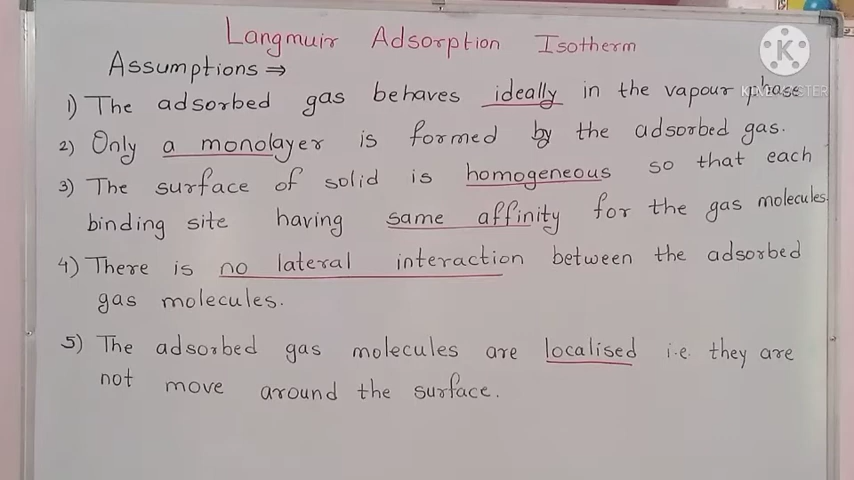 Langmuir Adsorption Isotherm
Assumptions ⇒
1) The adsorbed gas behaves ideally in the vapour phase
2) Only a monolayer is formed by the adsorbed gas.
3) The surface of solid is homogeneous so that each
binding site having same affinity for the gas molecules.
4) There is no lateral interaction between the adsorbed
gas molecules.
5) The adsorbed gas molecules are localised i.e. they are
not move around the surface.
K